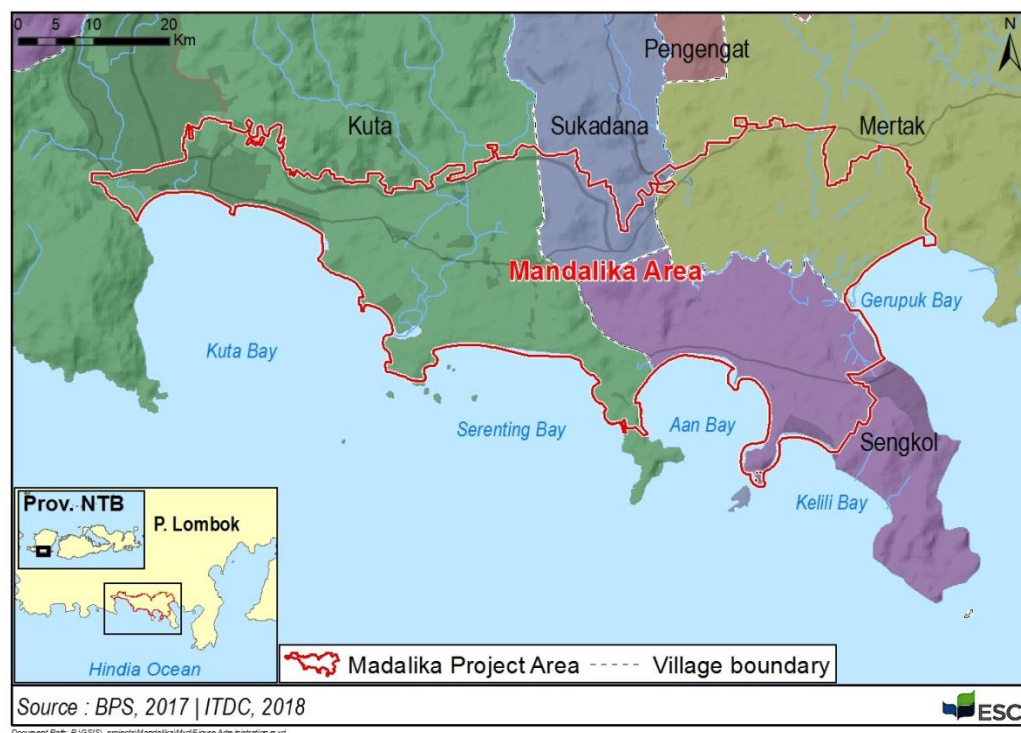 0 5 10 20
Km
N
Pengengat
Kuta
Sukadana
Mertak
Mandalika Area
Gerupuk Bay
Kuta Bay
Serenting Bay
Aan Bay
Sengkol
Kelili Bay
Prov. NTB
P. Lombok
Hindia Ocean
Madalika Project Area
Village boundary
Source : BPS, 2017 | ITDC, 2018
ESC